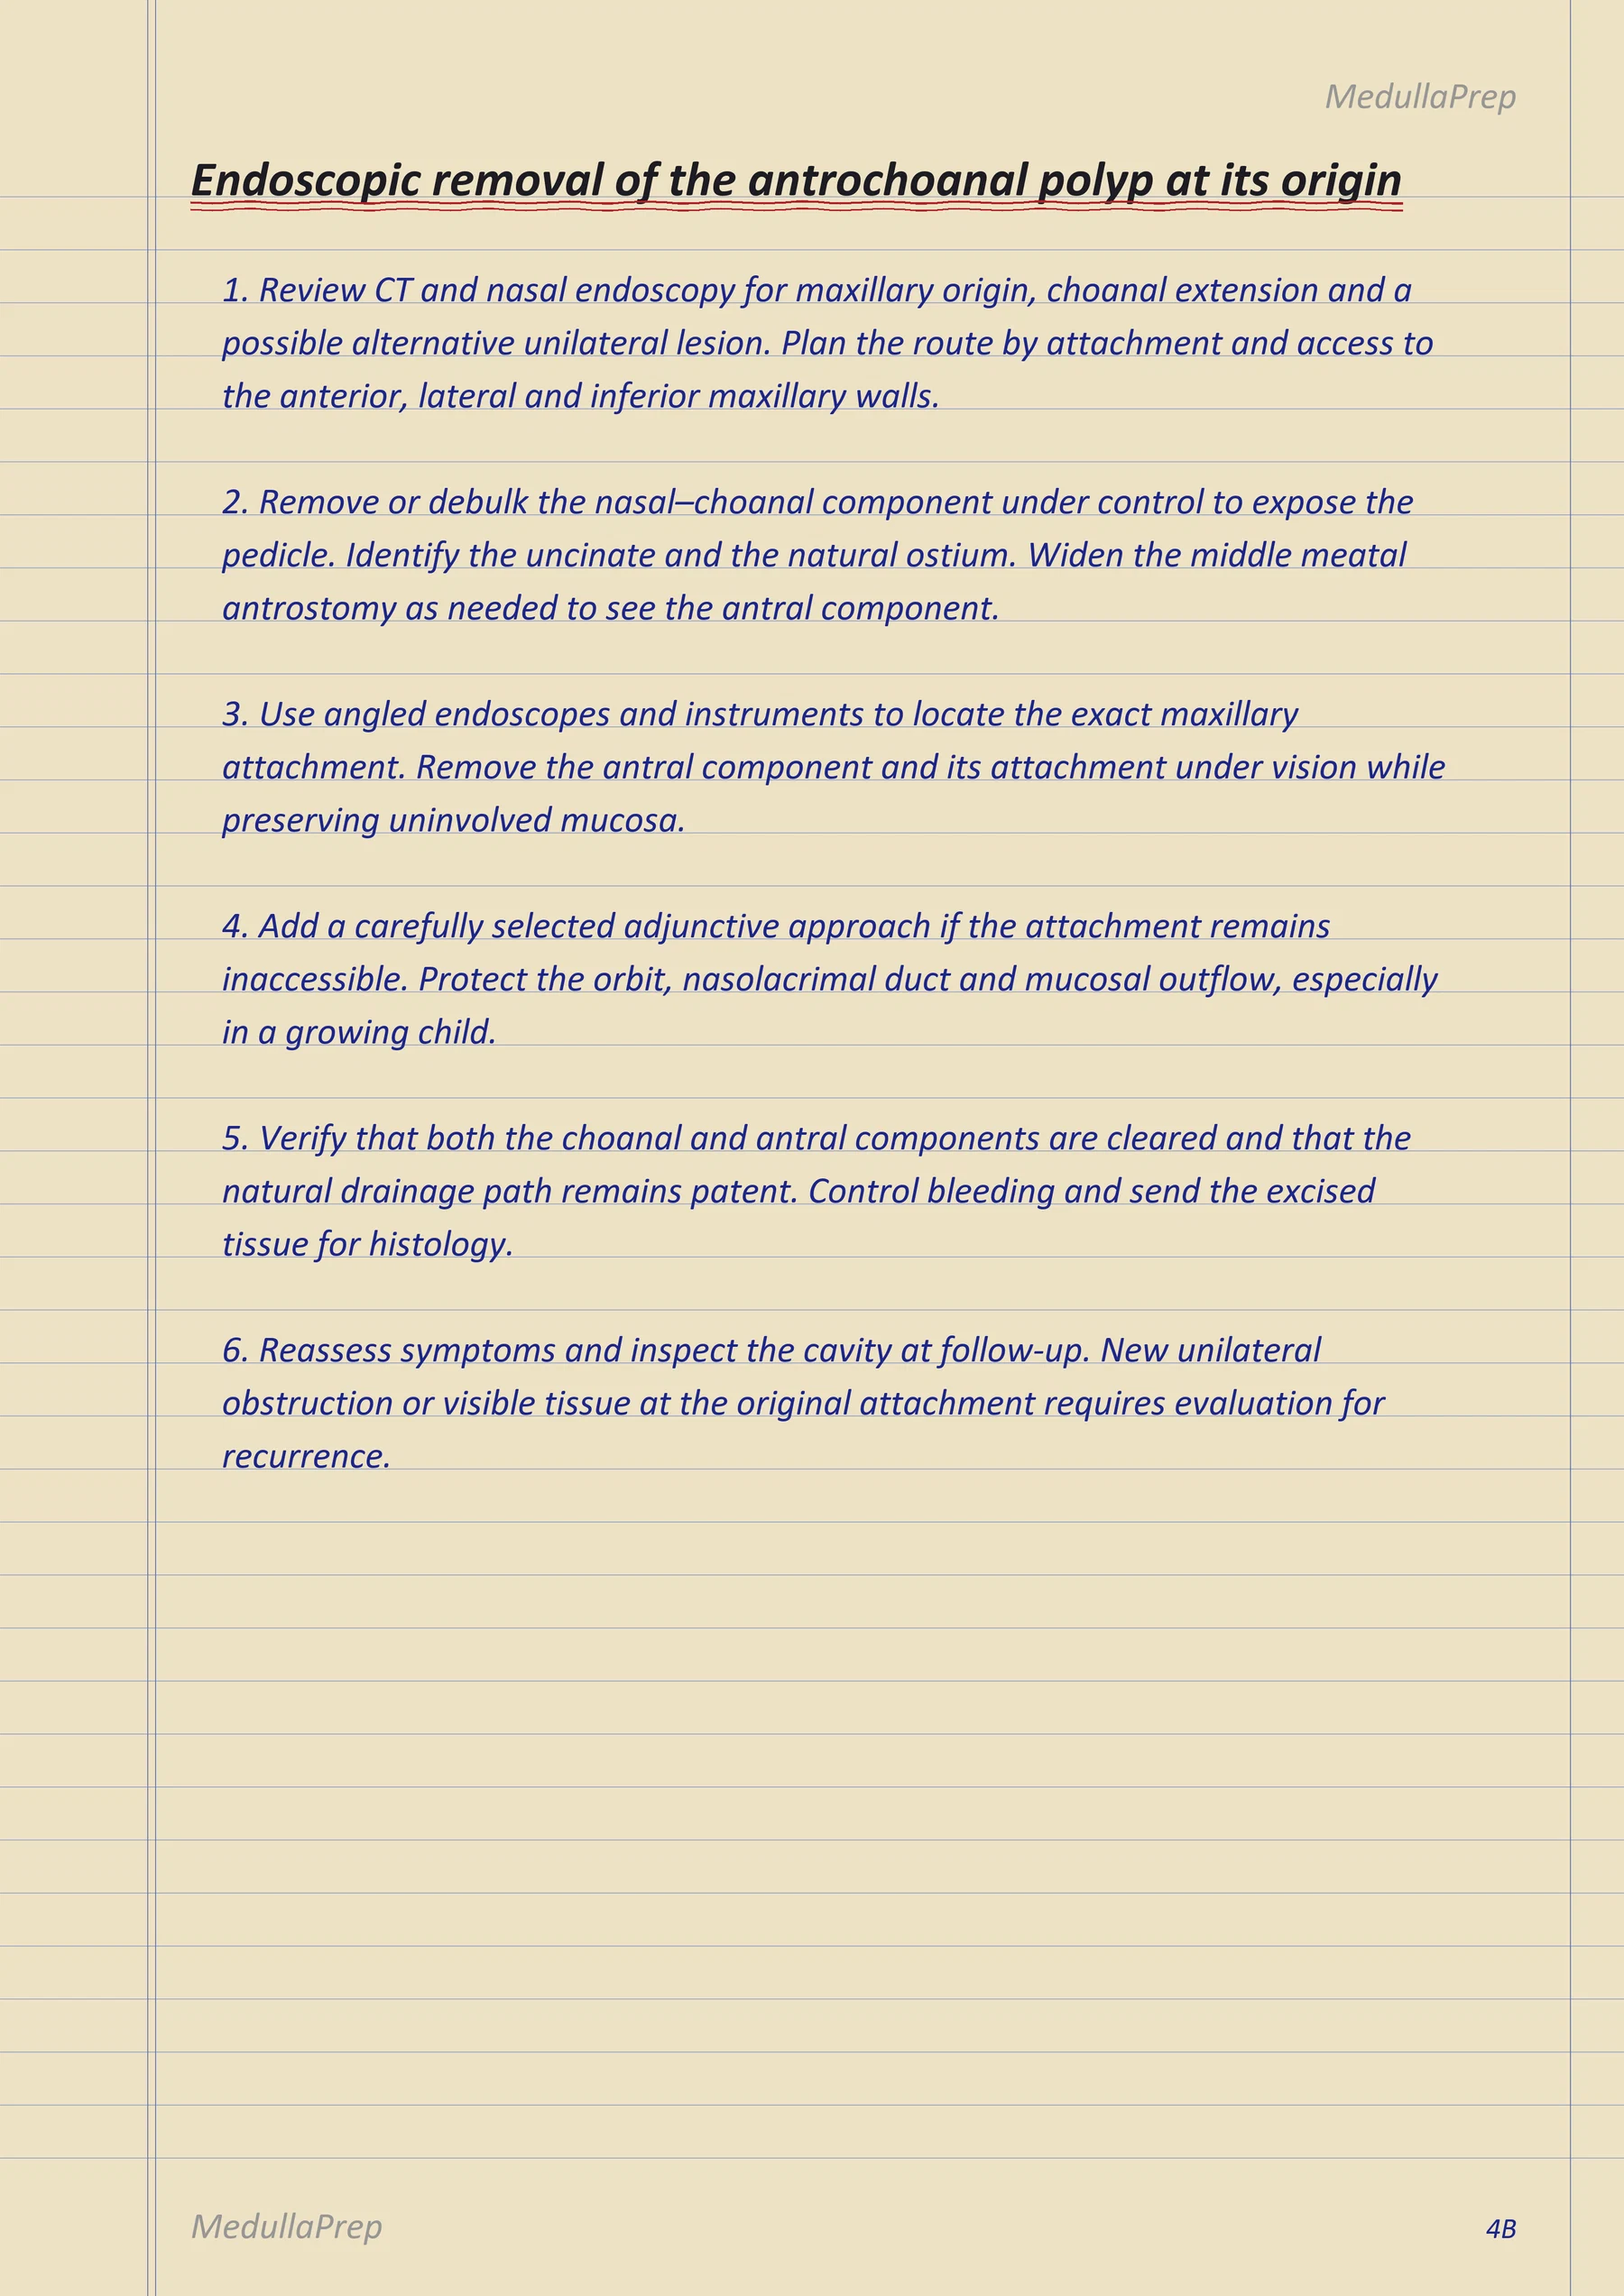 MedullaPrep
Endoscopic removal of the antrochoanal polyp at its origin
1. Review CT and nasal endoscopy for maxillary origin, choanal extension and a
possible alternative unilateral lesion. Plan the route by attachment and access to
the anterior, lateral and inferior maxillary walls.
2. Remove or debulk the nasal–choanal component under control to expose the
pedicle. Identify the uncinate and the natural ostium. Widen the middle meatal
antrostomy as needed to see the antral component.
3. Use angled endoscopes and instruments to locate the exact maxillary
attachment. Remove the antral component and its attachment under vision while
preserving uninvolved mucosa.
4. Add a carefully selected adjunctive approach if the attachment remains
inaccessible. Protect the orbit, nasolacrimal duct and mucosal outflow, especially
in a growing child.
5. Verify that both the choanal and antral components are cleared and that the
natural drainage path remains patent. Control bleeding and send the excised
tissue for histology.
6. Reassess symptoms and inspect the cavity at follow-up. New unilateral
obstruction or visible tissue at the original attachment requires evaluation for
recurrence.
MedullaPrep
4B